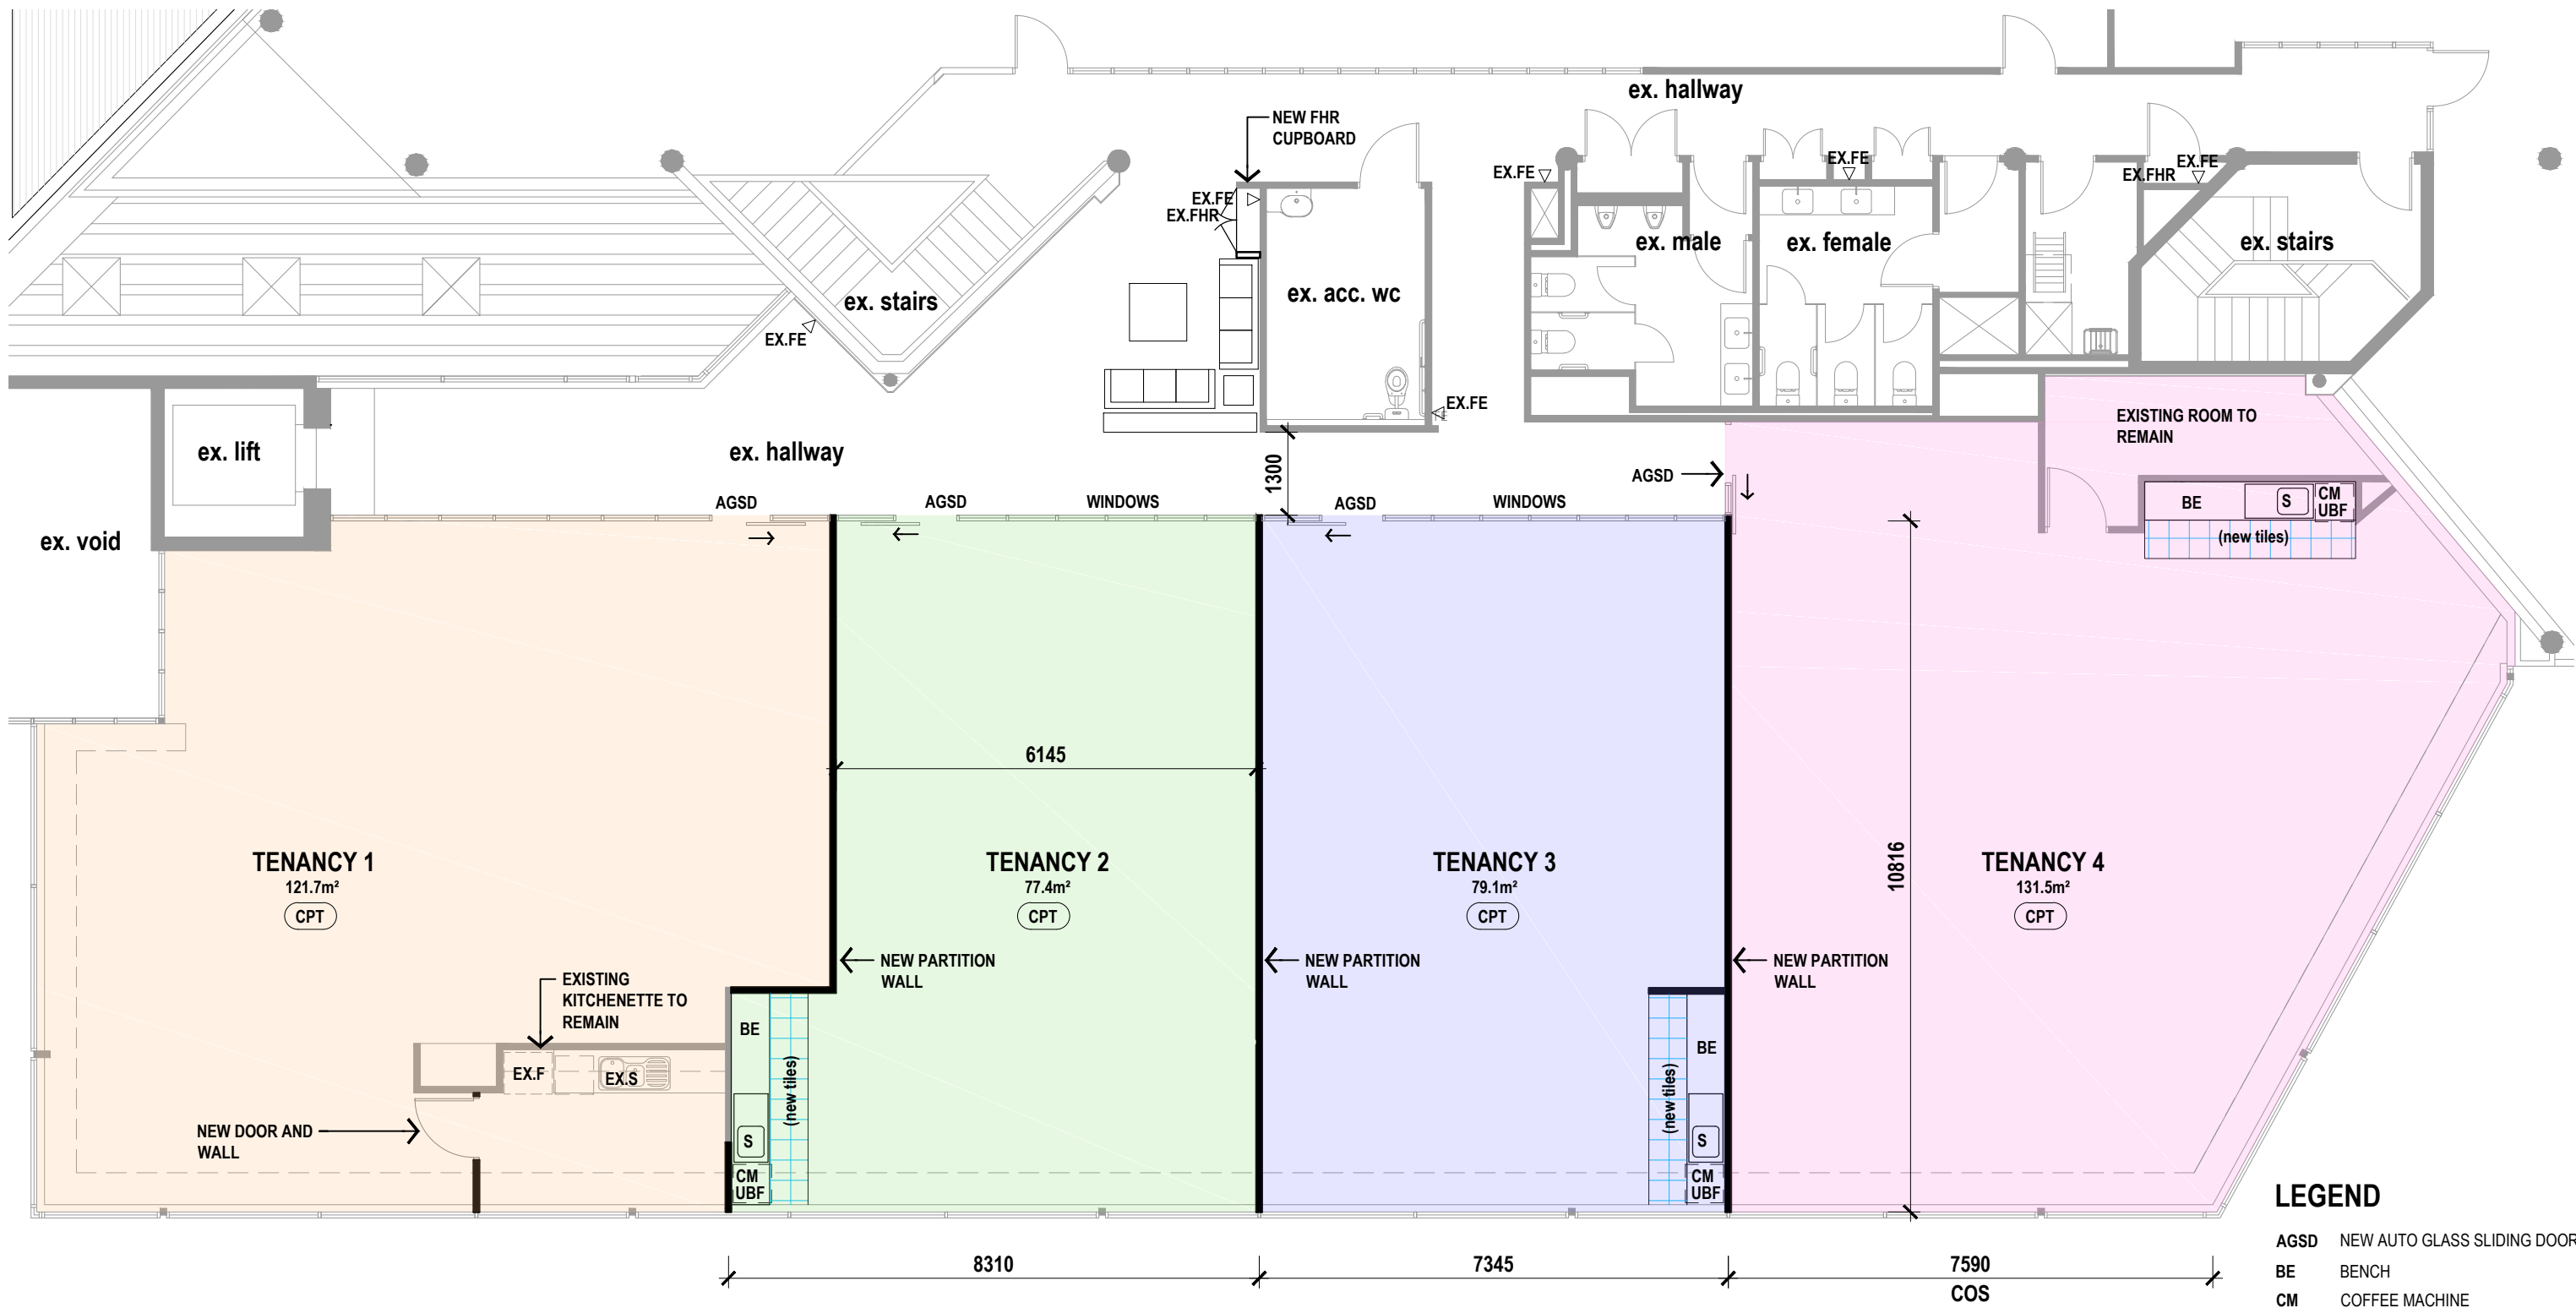 ex. hallway
NEW FHR
CUPBOARD
EX.FE
EX.FE
EX.FE
EX.FHR
EX.FE
EX.FHR
ex. male
ex. female
ex. stairs
ex. acc. wc
ex. stairs
EX.FE
EX.FE
EXISTING ROOM TO
REMAIN
ex. lift
ex. hallway
1300
AGSD
AGSD
AGSD
WINDOWS
AGSD
WINDOWS
BE
S
CM
UBF
(new tiles)
ex. void
6145
10816
TENANCY 1
121.7m²
CPT
TENANCY 2
77.4m²
CPT
TENANCY 3
79.1m²
CPT
TENANCY 4
131.5m²
CPT
NEW PARTITION
WALL
NEW PARTITION
WALL
NEW PARTITION
WALL
EXISTING
KITCHENETTE TO
REMAIN
EX.F
EX.S
BE
(new tiles)
S
CM
UBF
BE
(new tiles)
S
CM
UBF
NEW DOOR AND
WALL
8310
7345
7590
COS
LEGEND
AGSD NEW AUTO GLASS SLIDING DOOR
BE BENCH
CM COFFEE MACHINE